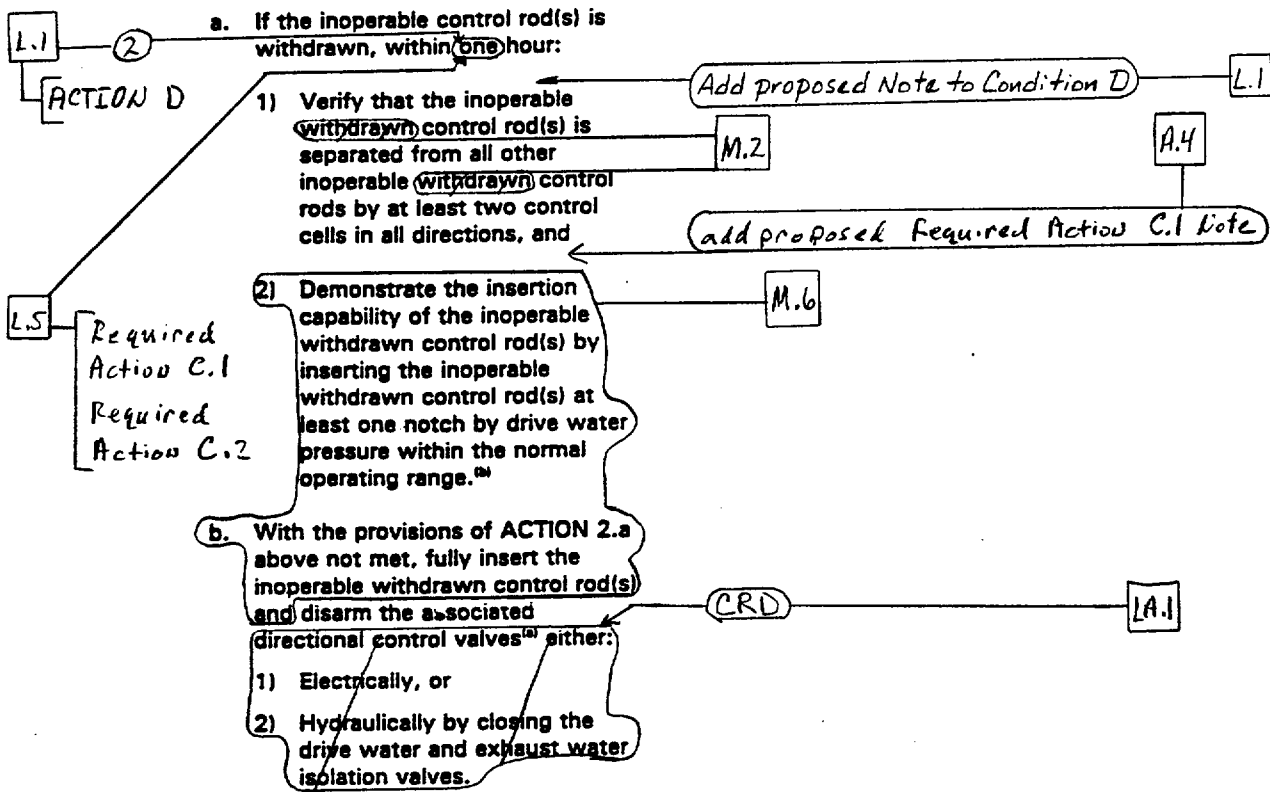 a. If the inoperable control rod(s) is
withdrawn, within one hour:
L.1
2
ACTION D
Add proposed Note to Condition D
L.1
1) Verify that the inoperable
withdrawn control rod(s) is
separated from all other
inoperable withdrawn control
rods by at least two control
cells in all directions, and
M.2
A.4
add proposed Required Action C.1 Note
2) Demonstrate the insertion
capability of the inoperable
withdrawn control rod(s) by
inserting the inoperable
withdrawn control rod(s) at
least one notch by drive water
pressure within the normal
operating range.(b)
M.6
L.5
Required
Action C.1
Required
Action C.2
b. With the provisions of ACTION 2.a
above not met, fully insert the
inoperable withdrawn control rod(s)
and disarm the associated
directional control valves(a) either:
CRD
LA.1
1) Electrically, or
2) Hydraulically by closing the
drive water and exhaust water
isolation valves.